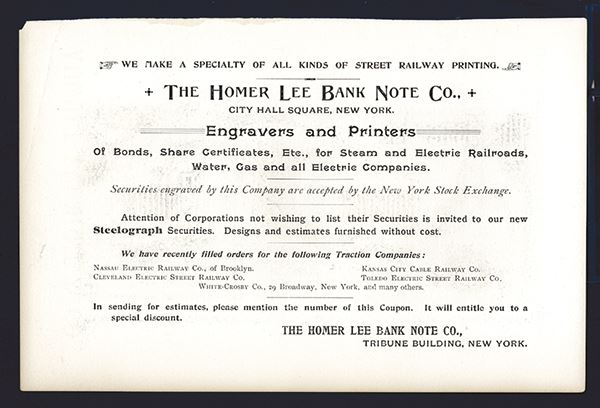 WE MAKE A SPECIALTY OF ALL KINDS OF STREET RAILWAY PRINTING.
+ THE HOMER LEE BANK NOTE CO., +
CITY HALL SQUARE, NEW YORK.
Engravers and Printers
Of Bonds, Share Certificates, Etc., for Steam and Electric Railroads,
Water, Gas and all Electric Companies.
Securities engraved by this Company are accepted by the New York Stock Exchange.
Attention of Corporations not wishing to list their Securities is invited to our new
Steelograph Securities. Designs and estimates furnished without cost.
We have recently filled orders for the following Traction Companies:
NASSAU ELECTRIC RAILWAY CO., of Brooklyn. KANSAS CITY CABLE RAILWAY CO.
CLEVELAND ELECTRIC STREET RAILWAY CO. TOLEDO ELECTRIC STREET RAILWAY CO.
WHITE-CROSBY CO., 29 Broadway, New York, and many others.
In sending for estimates, please mention the number of this Coupon. It will entitle you to a
special discount.
THE HOMER LEE BANK NOTE CO.,
TRIBUNE BUILDING, NEW YORK.